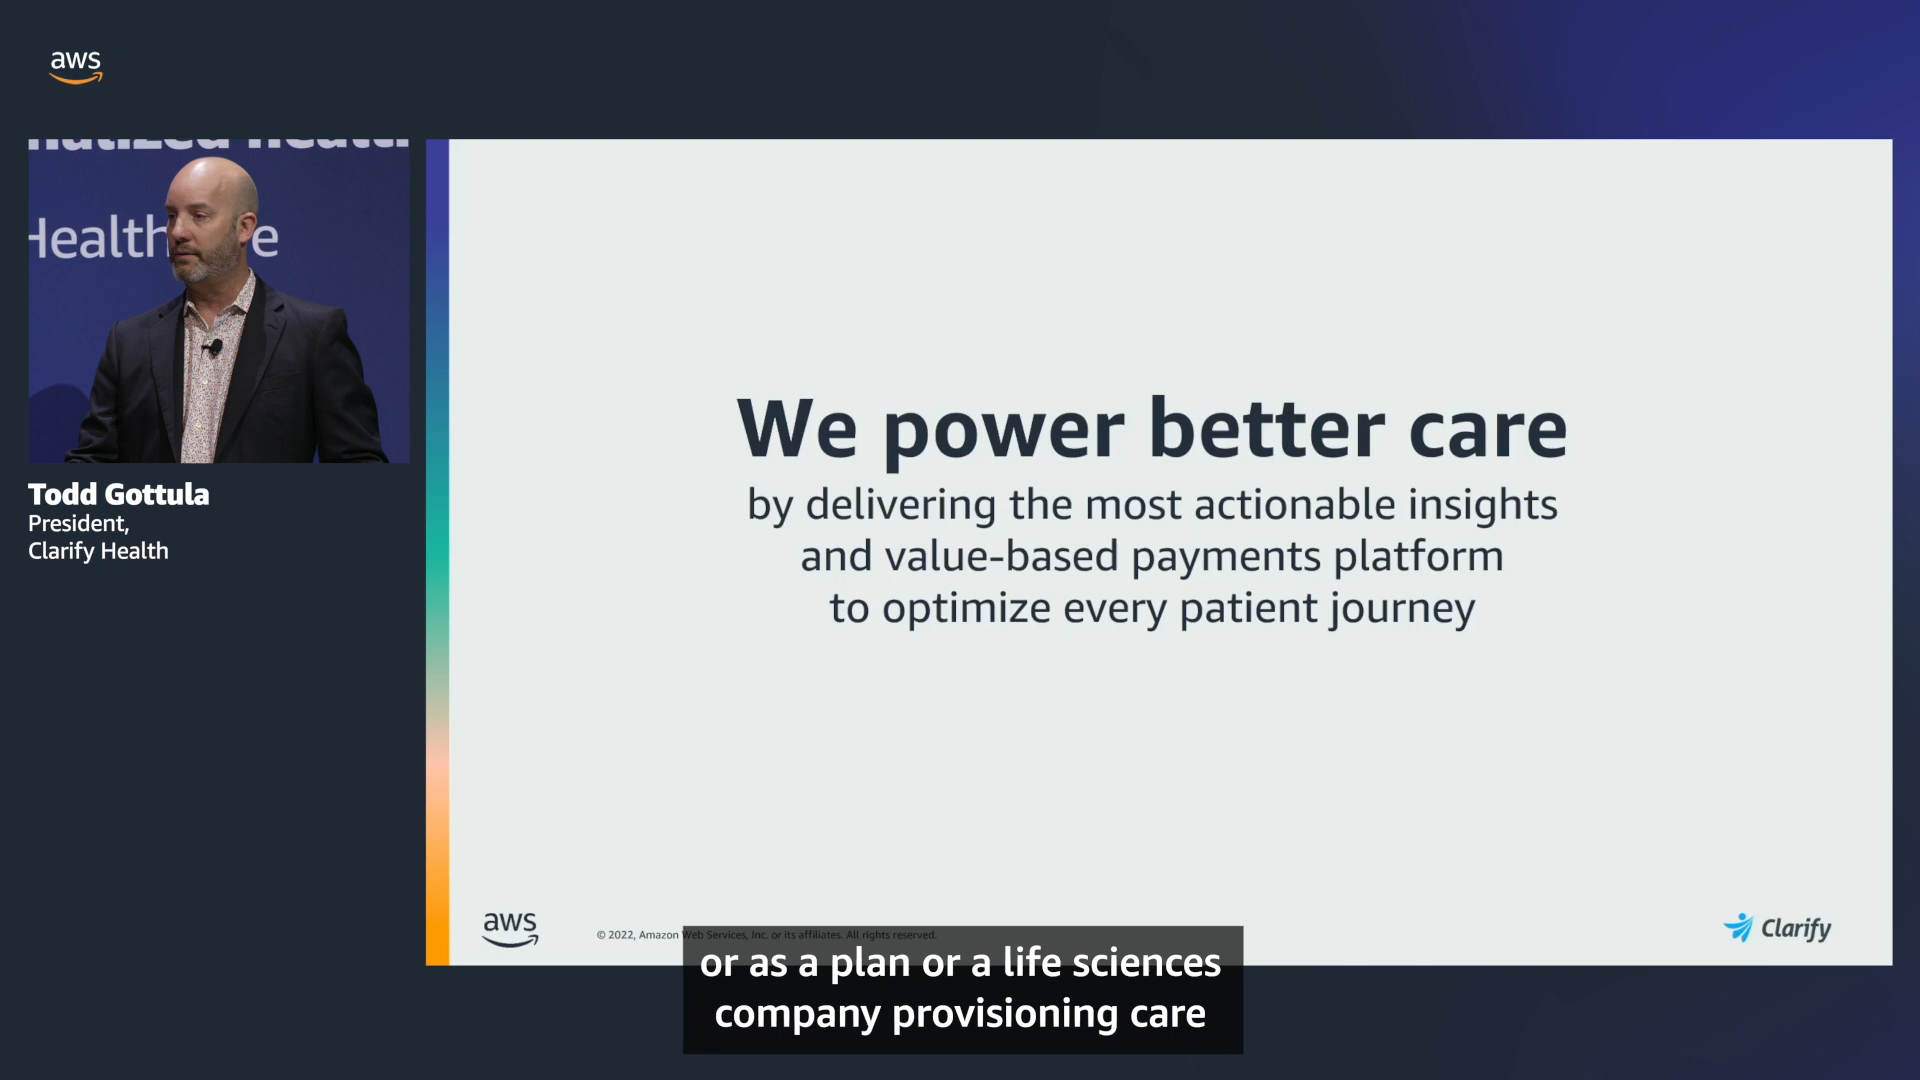 aws
Health
e
Todd Gottula
President,
Clarify Health
We power better care
by delivering the most actionable insights
and value-based payments platform
to optimize every patient journey
aws
© 2022, Amazon Web Services, Inc. or its affiliates. All rights reserved.
Clarify
or as a plan or a life sciences
company provisioning care